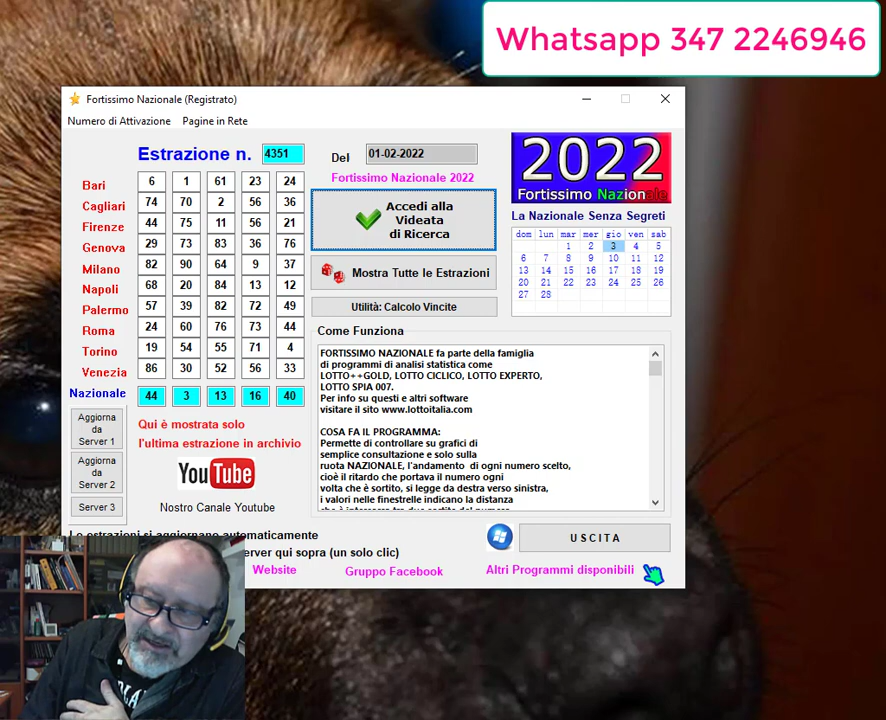 Whatsapp 347 2246946
Fortissimo Nazionale (Registrato)
Numero di Attivazione Pagine in Rete
Estrazione n. 4351 Del 01-02-2022
Fortissimo Nazionale 2022
2022
Fortissimo Nazionale
La Nazionale Senza Segreti
Bari 6 1 61 23 24
Cagliari 74 70 2 56 36
Firenze 44 75 11 56 21
Genova 29 73 83 36 76
Milano 82 90 64 9 37
Napoli 68 20 84 13 12
Palermo 57 39 82 72 49
Roma 24 60 76 73 44
Torino 19 54 55 71 4
Venezia 86 30 52 56 33
Nazionale 44 3 13 16 40
Accedi alla
Videata
di Ricerca
Mostra Tutte le Estrazioni
Utilità: Calcolo Vincite
dom lun mar mer gio ven sab
1 2 3 4 5
6 7 8 9 10 11 12
13 14 15 16 17 18 19
20 21 22 23 24 25 26
27 28
Come Funziona
FORTISSIMO NAZIONALE fa parte della famiglia
di programmi di analisi statistica come
LOTTO++GOLD, LOTTO CICLICO, LOTTO EXPERTO,
LOTTO SPIA 007.
Per info su questi e altri software
visitare il sito www.lottoitalia.com
COSA FA IL PROGRAMMA:
Permette di controllare su grafici di
semplice consultazione e solo sulla
ruota NAZIONALE, l'andamento di ogni numero scelto,
cioè il ritardo che portava il numero ogni
volta che è sortito, si legge da destra verso sinistra,
i valori nelle finestrelle indicano la distanza
Aggiorna
da
Server 1
Aggiorna
da
Server 2
Server 3
Qui è mostrata solo
l'ultima estrazione in archivio
YouTube
Nostro Canale Youtube
Le estrazioni si aggiornano automaticamente
erver qui sopra (un solo clic)
USCITA
Website Gruppo Facebook Altri Programmi disponibili